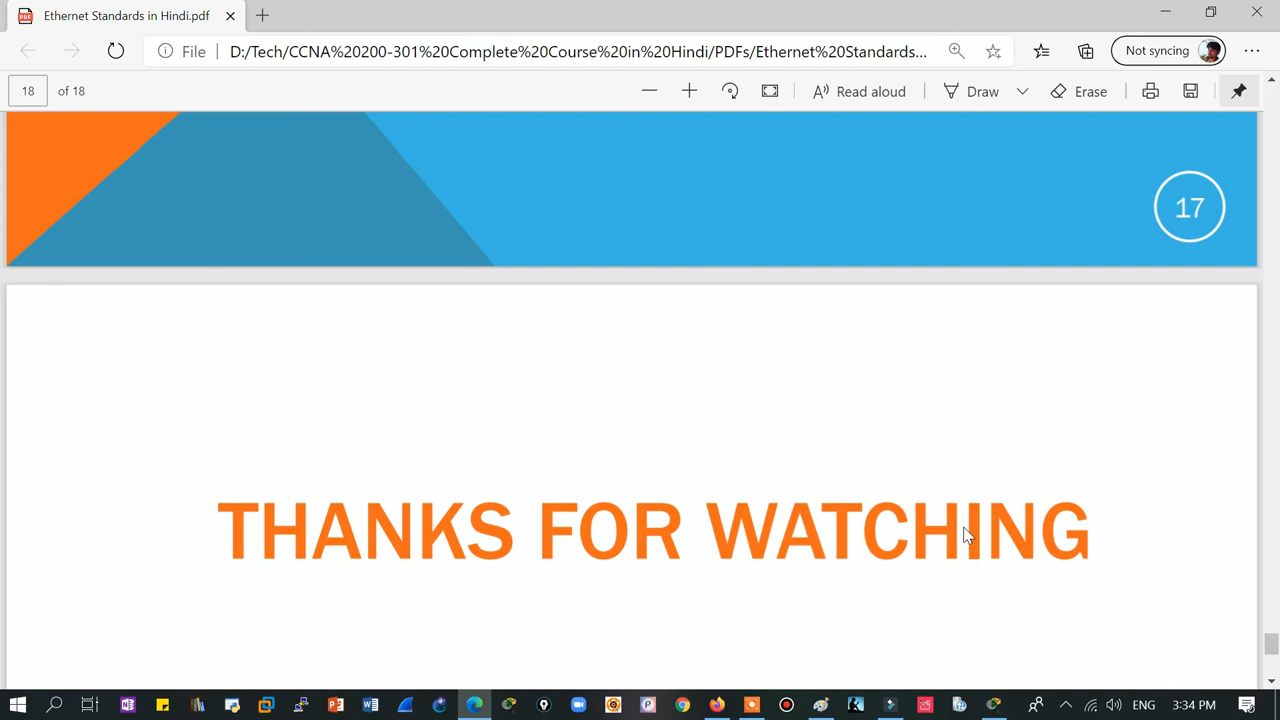 Ethernet Standards in Hindi.pdf
File D:/Tech/CCNA%20200-301%20Complete%20Course%20in%20Hindi/PDFs/Ethernet%20Standards... Not syncing
18 of 18 Read aloud Draw Erase
17
THANKS FOR WATCHING
ENG 3:34 PM